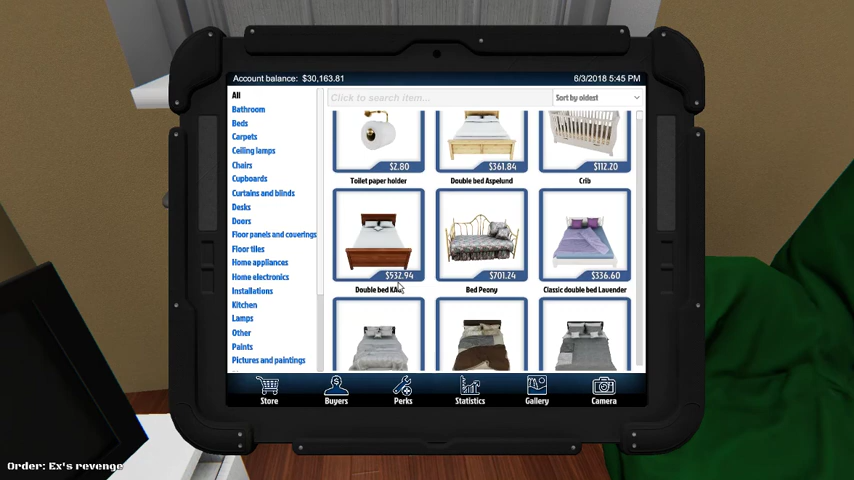 Account balance: $30,163.81
6/3/2018 5:45 PM
All
Click to search item...
Sort by oldest
Bathroom
Beds
Carpets
Ceiling lamps
Chairs
Cupboards
Curtains and blinds
Desks
Doors
Floor panels and coverings
Floor tiles
Home appliances
Home electronics
Installations
Kitchen
Lamps
Other
Paints
Pictures and paintings
$2.80
$361.84
$112.20
Toilet paper holder
Double bed Aspelund
Crib
$532.94
$701.24
$336.60
Double bed
Bed Peony
Classic double bed Lavender
Store
Buyers
Perks
Statistics
Gallery
Camera
Order: Ex's revenge